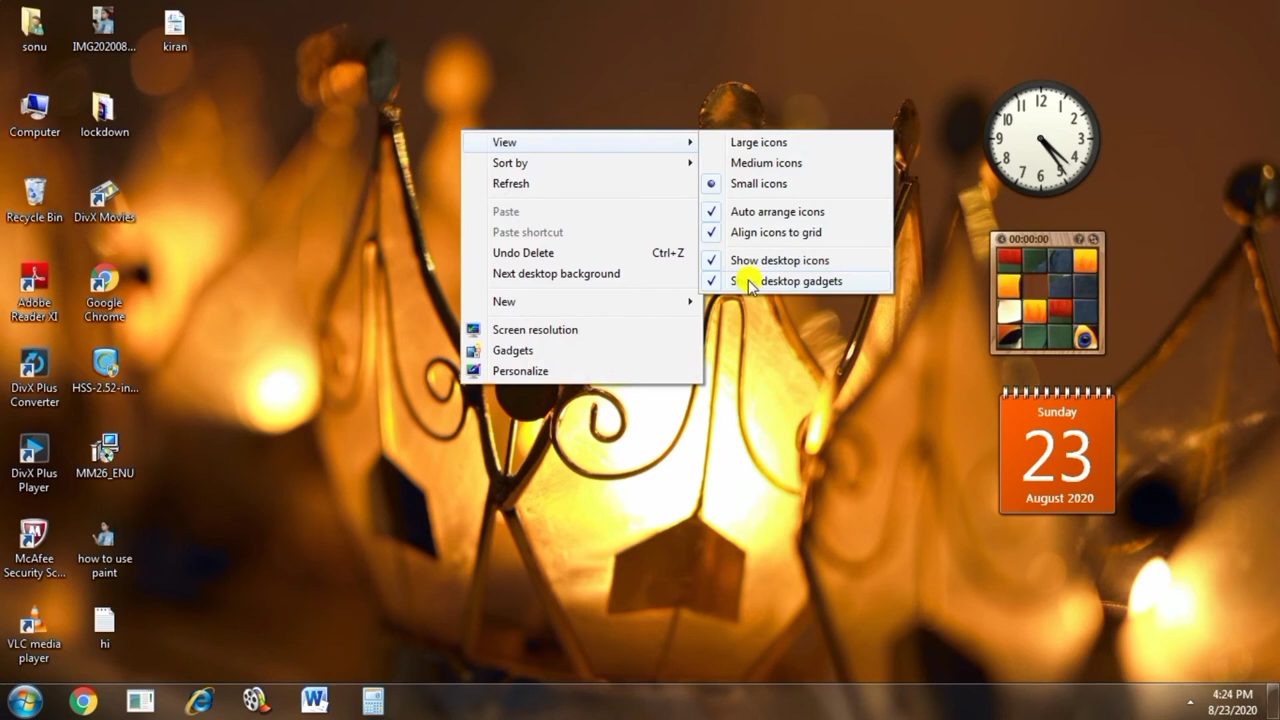 sonu
IMG202008...
kiran
Computer
lockdown
Recycle Bin
DivX Movies
Adobe
Reader XI
Google
Chrome
DivX Plus
Converter
HSS-2.52-in...
DivX Plus
Player
MM26_ENU
McAfee
Security Sc...
how to use
paint
VLC media
player
hi
View
Sort by
Refresh
Paste
Paste shortcut
Undo Delete Ctrl+Z
Next desktop background
New
Screen resolution
Gadgets
Personalize
Large icons
Medium icons
Small icons
Auto arrange icons
Align icons to grid
Show desktop icons
desktop gadgets
12
1
2
3
4
5
6
7
8
9
10
11
00:00:00
Sunday
23
August 2020
4:24 PM
8/23/2020